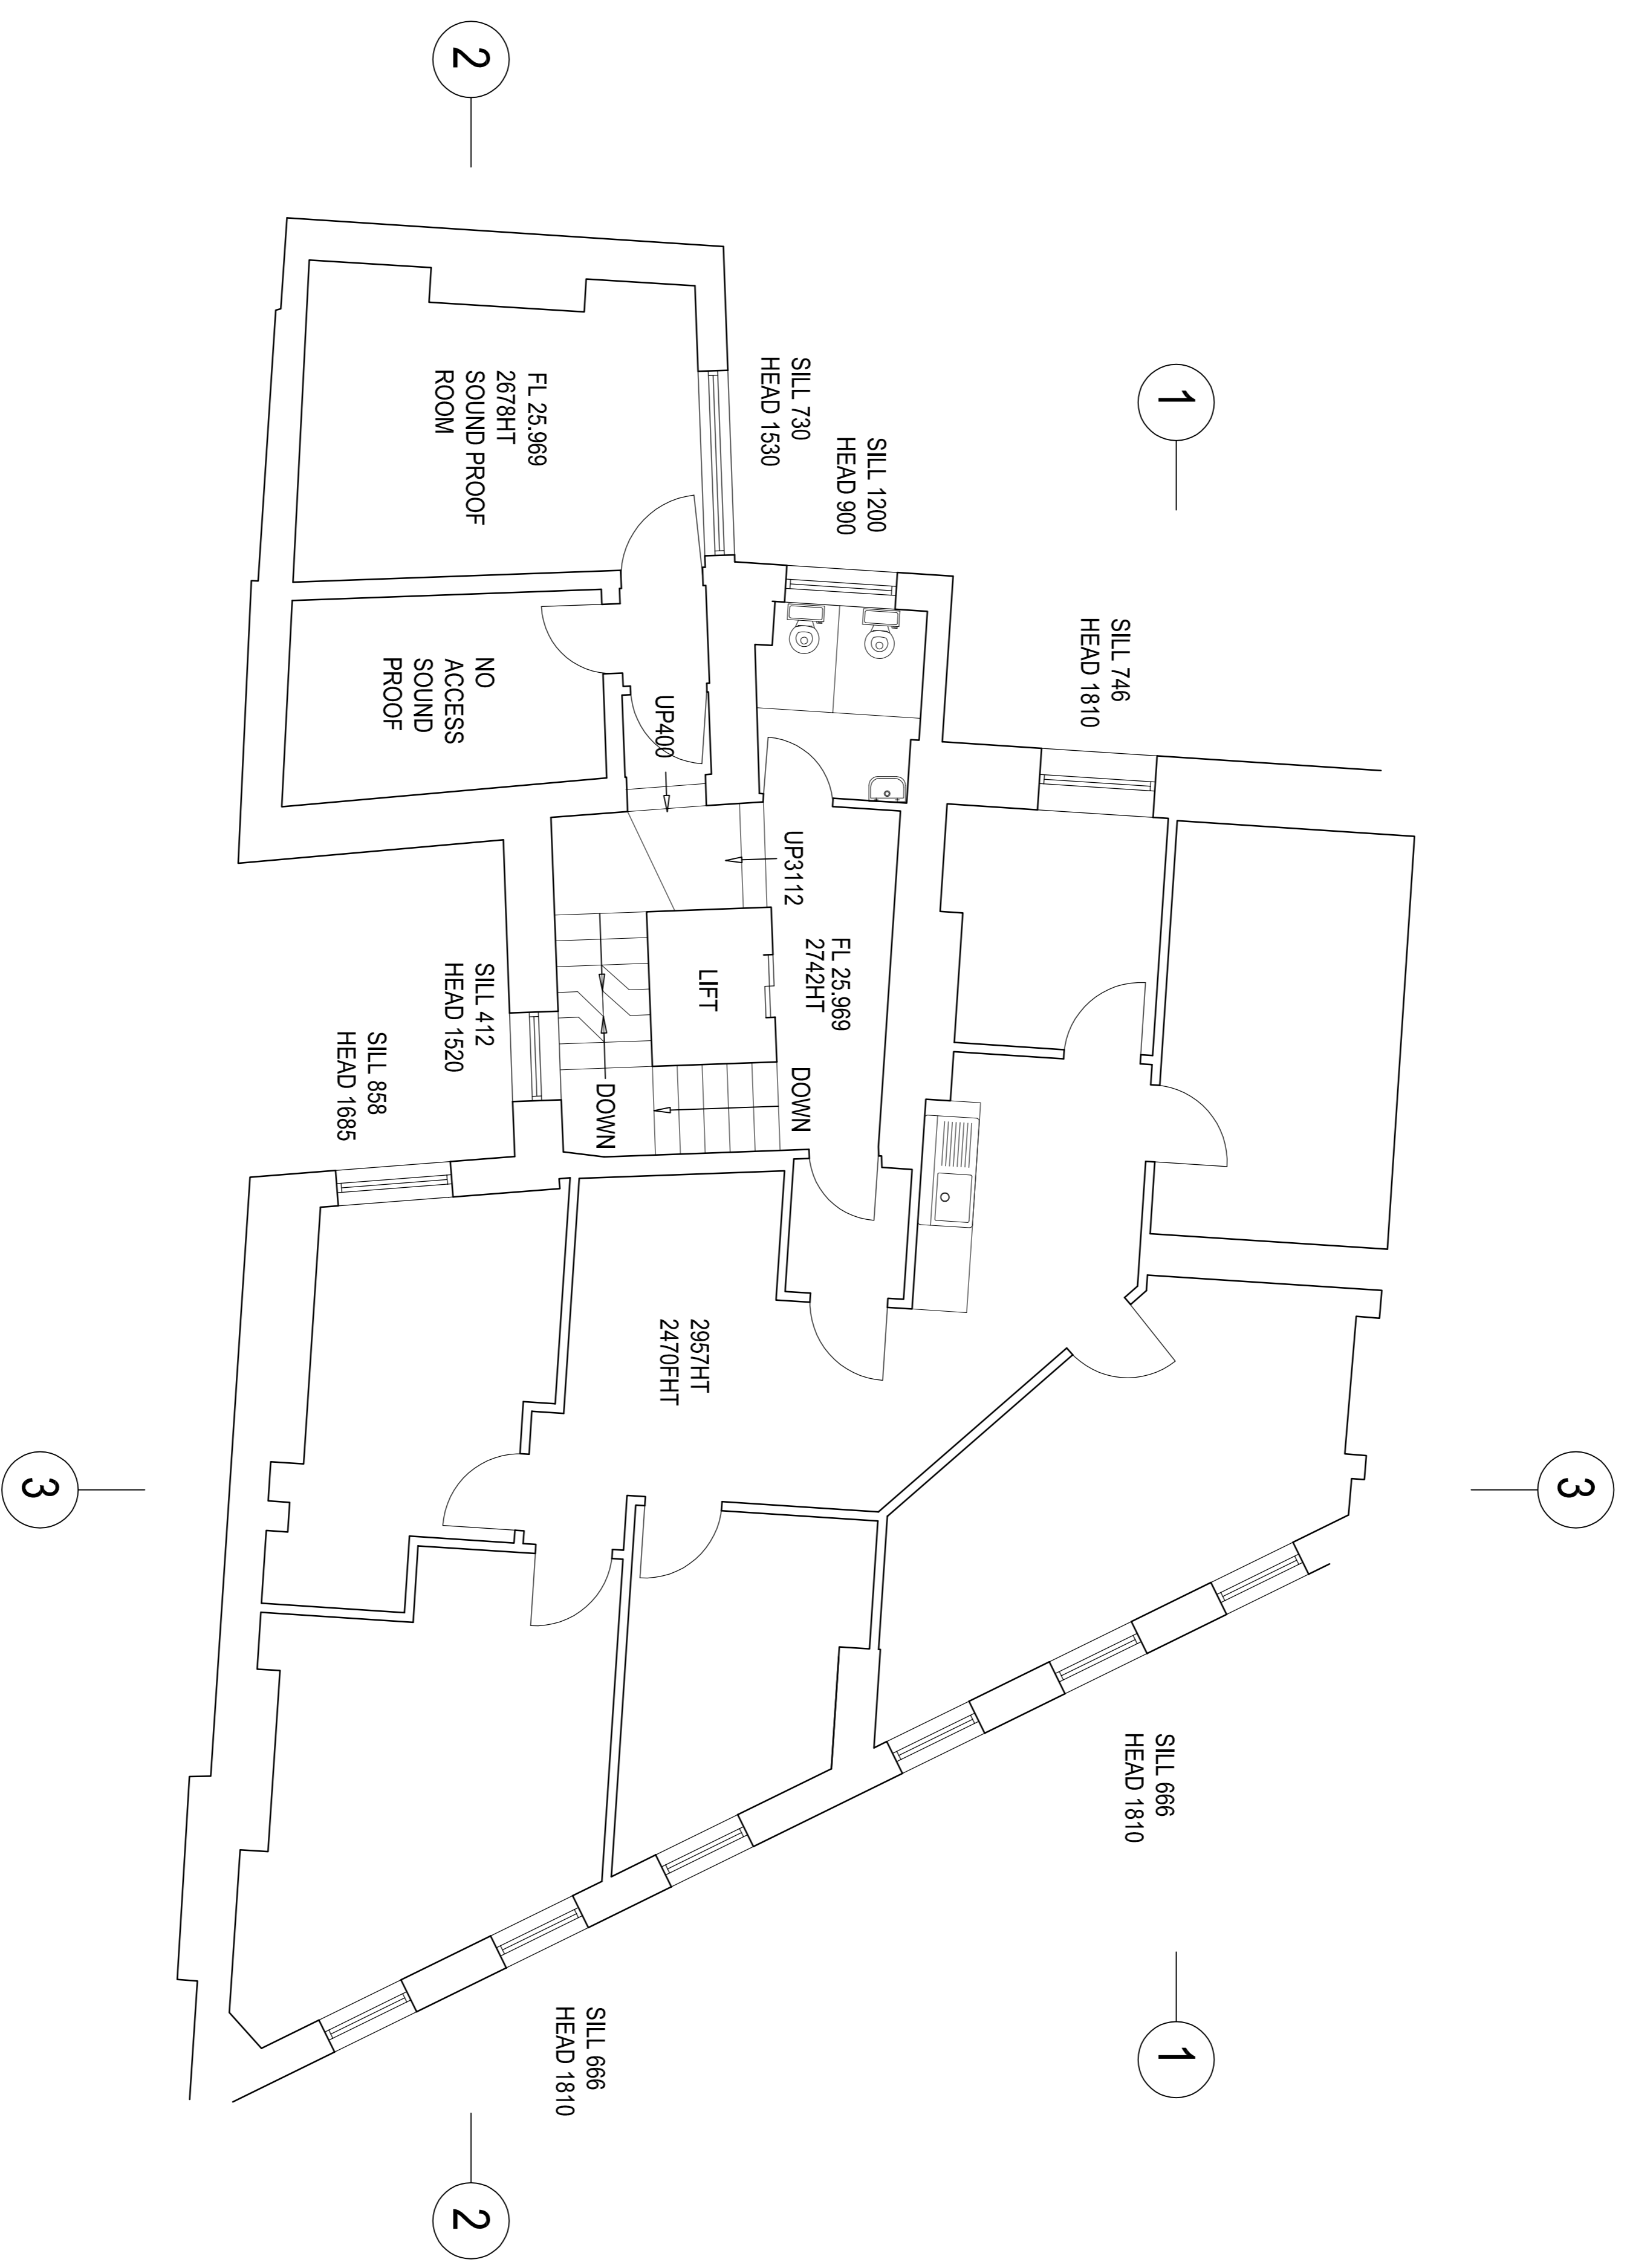 2
1
SILL 730
HEAD 1530
SILL 1200
HEAD 900
SILL 746
HEAD 1810
FL 25.969
2678HT
SOUND PROOF
ROOM
NO
ACCESS
SOUND
PROOF
UP400
UP3112
FL 25.969
2742HT
LIFT
DOWN
DOWN
SILL 412
HEAD 1520
SILL 858
HEAD 1685
2957HT
2470FHT
3
3
SILL 666
HEAD 1810
SILL 666
HEAD 1810
1
2